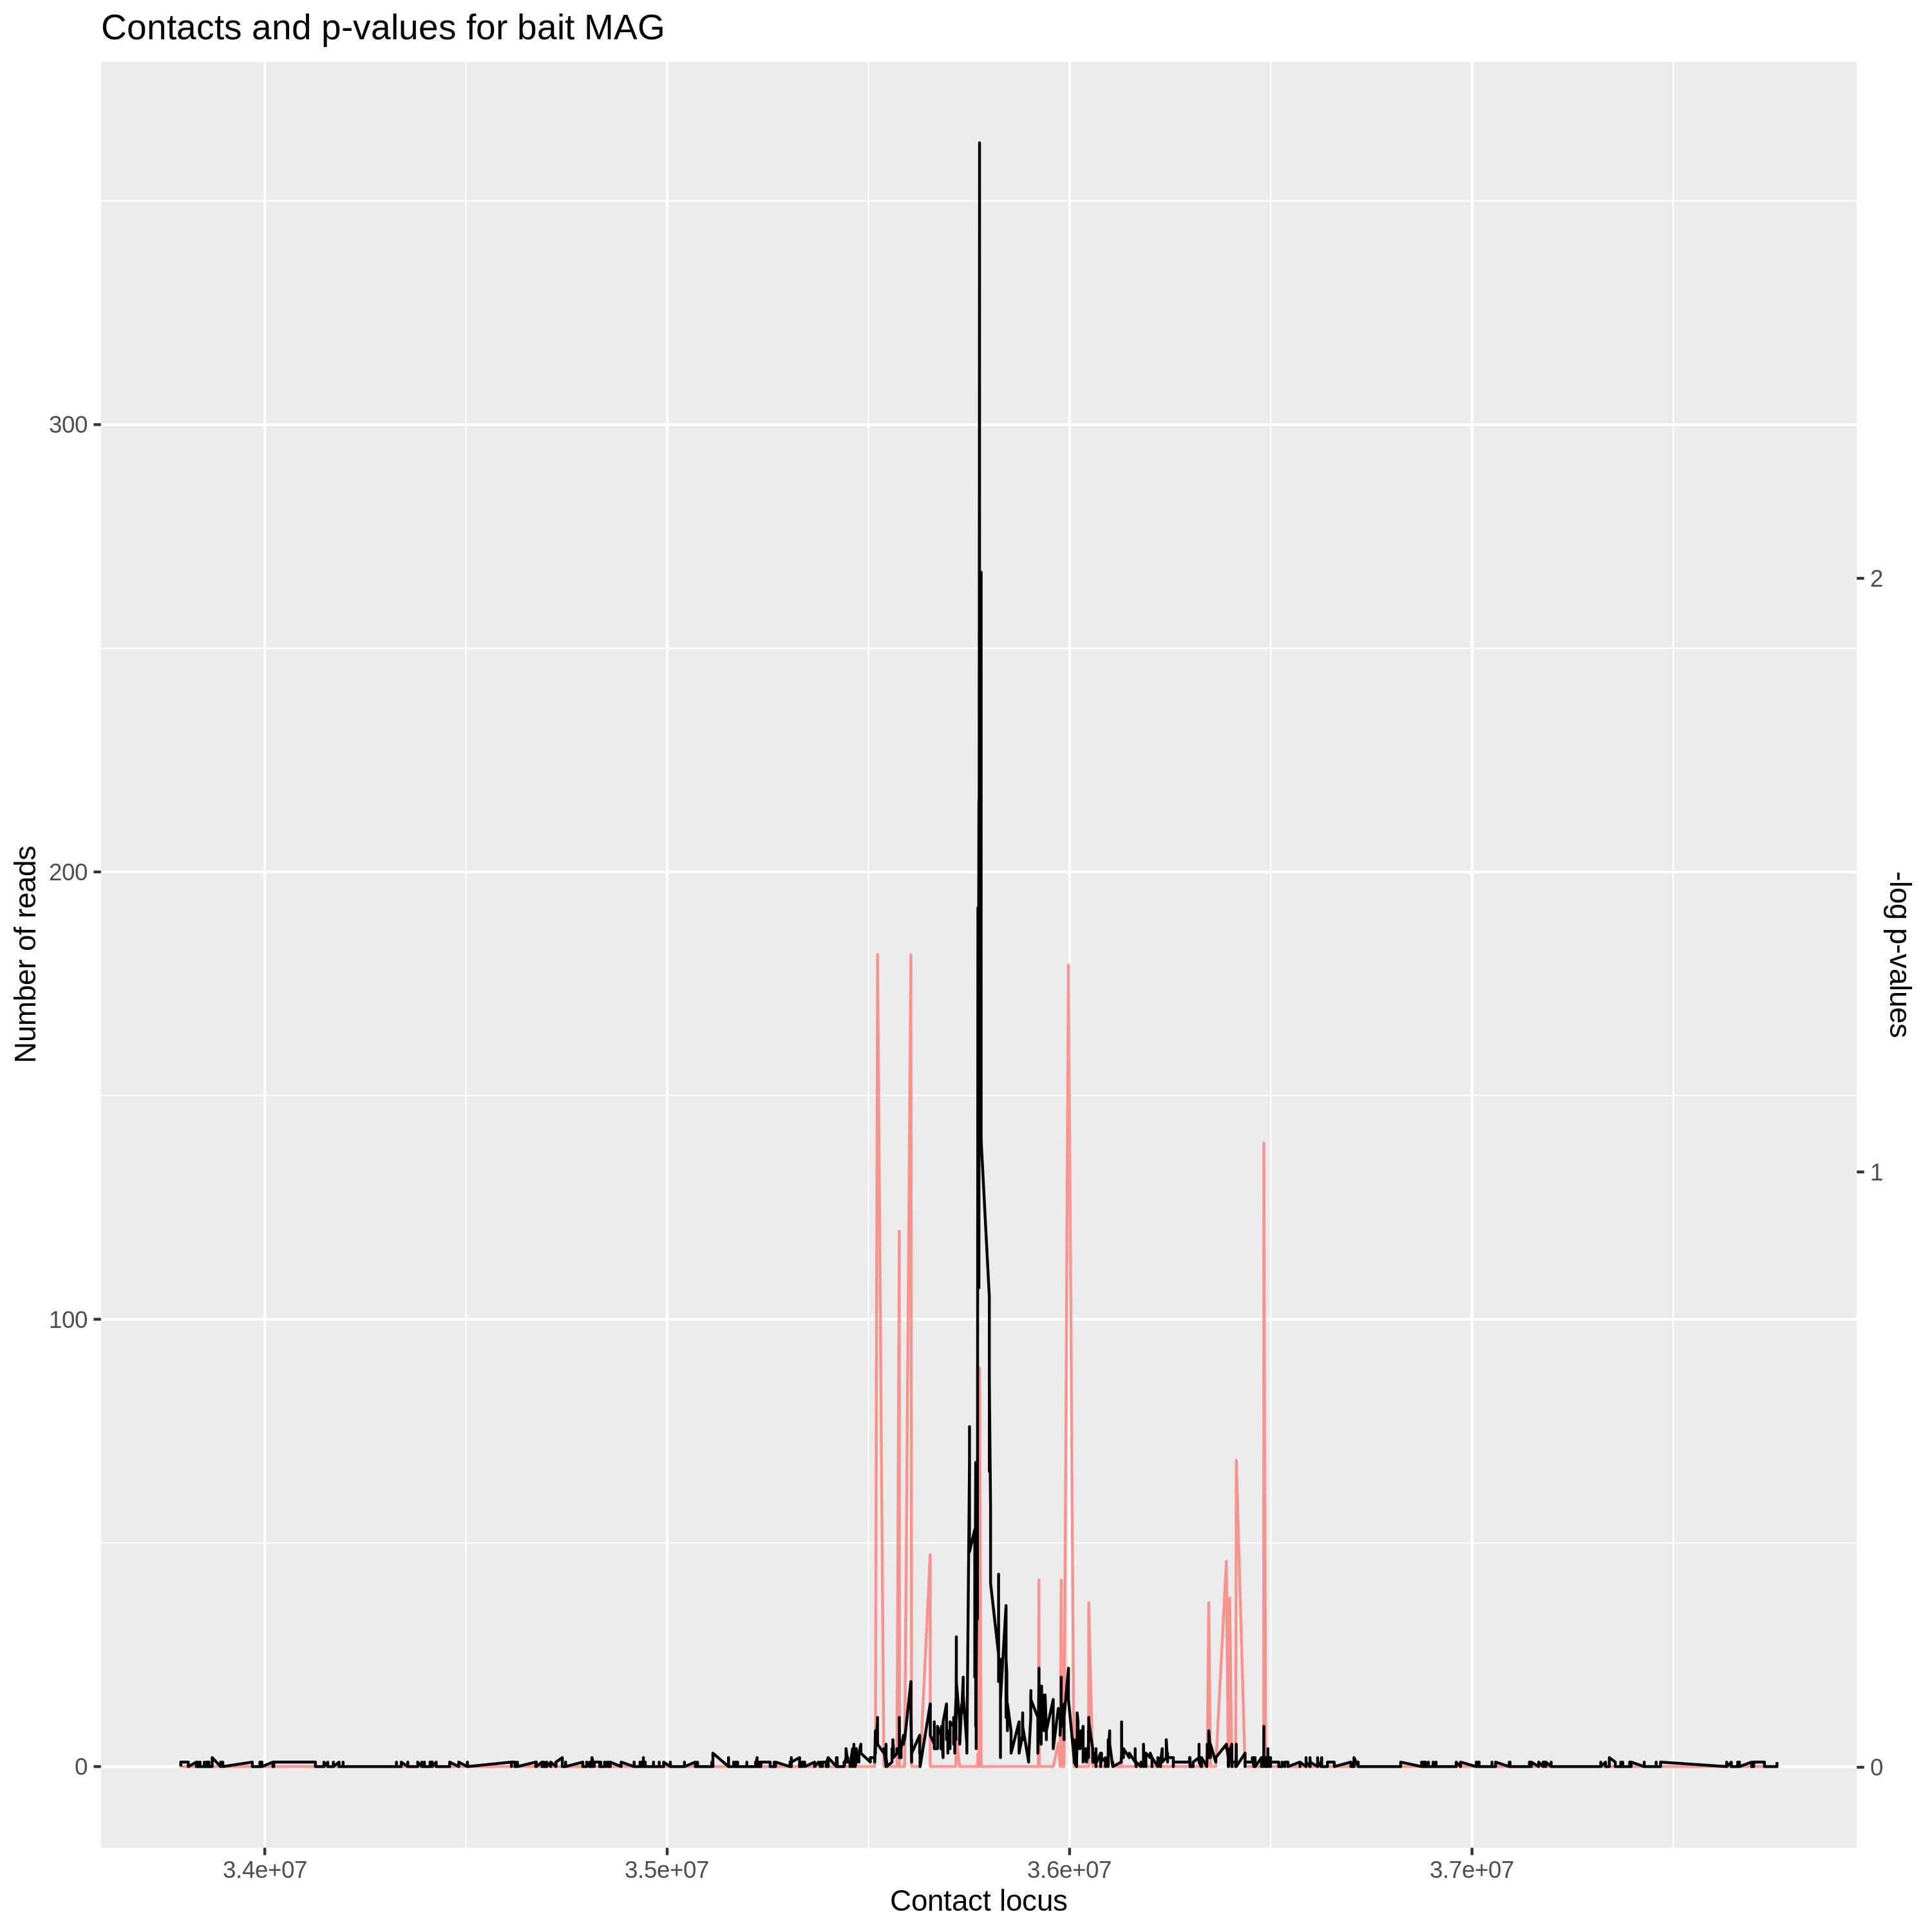 Contacts and p-values for bait MAG
300
200
100
0
Number of reads
2
1
0
-log p-values
3.4e+07
3.5e+07
3.6e+07
3.7e+07
Contact locus